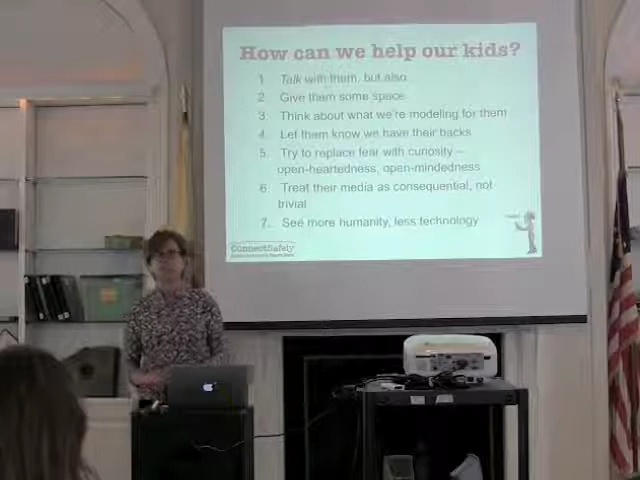 How can we help our kids?
1. Talk with them, but also
2. Give them some space
3. Think about what we're modeling for them
4. Let them know we have their backs
5. Try to replace fear with curiosity –
open-heartedness, open-mindedness
6. Treat their media as consequential, not
trivial
7. See more humanity, less technology
ConnectSafely